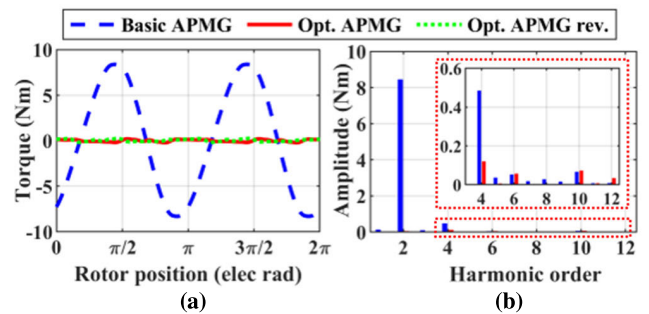 Basic APMG Opt. APMG Opt. APMG rev.
Torque (Nm)
10
5
0
-5
-10
0 π/2 π 3π/2 2π
Rotor position (elec rad)
(a)
Amplitude (Nm)
10
8
6
4
2
0
2 4 6 8 10 12
Harmonic order
(b)
0.6
0.4
0.2
0
4 6 8 10 12